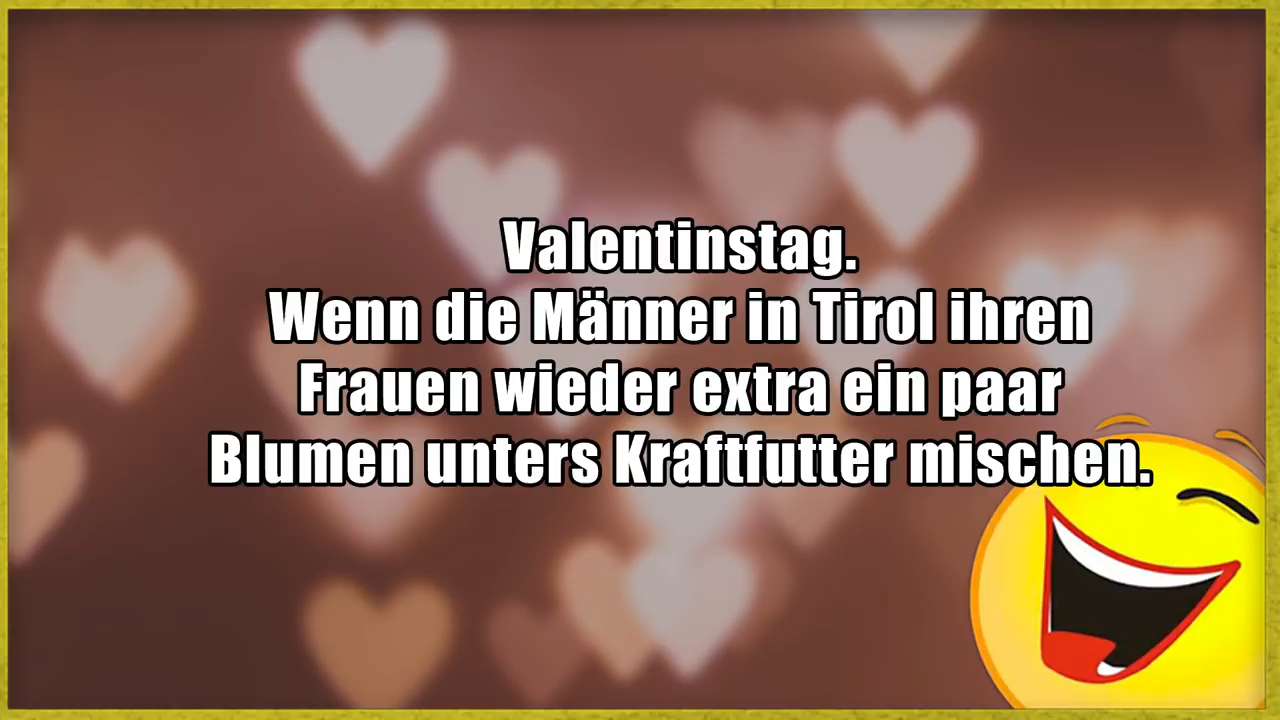 Valentinstag.
Wenn die Männer in Tirol ihren
Frauen wieder extra ein paar
Blumen unters Kraftfutter mischen.